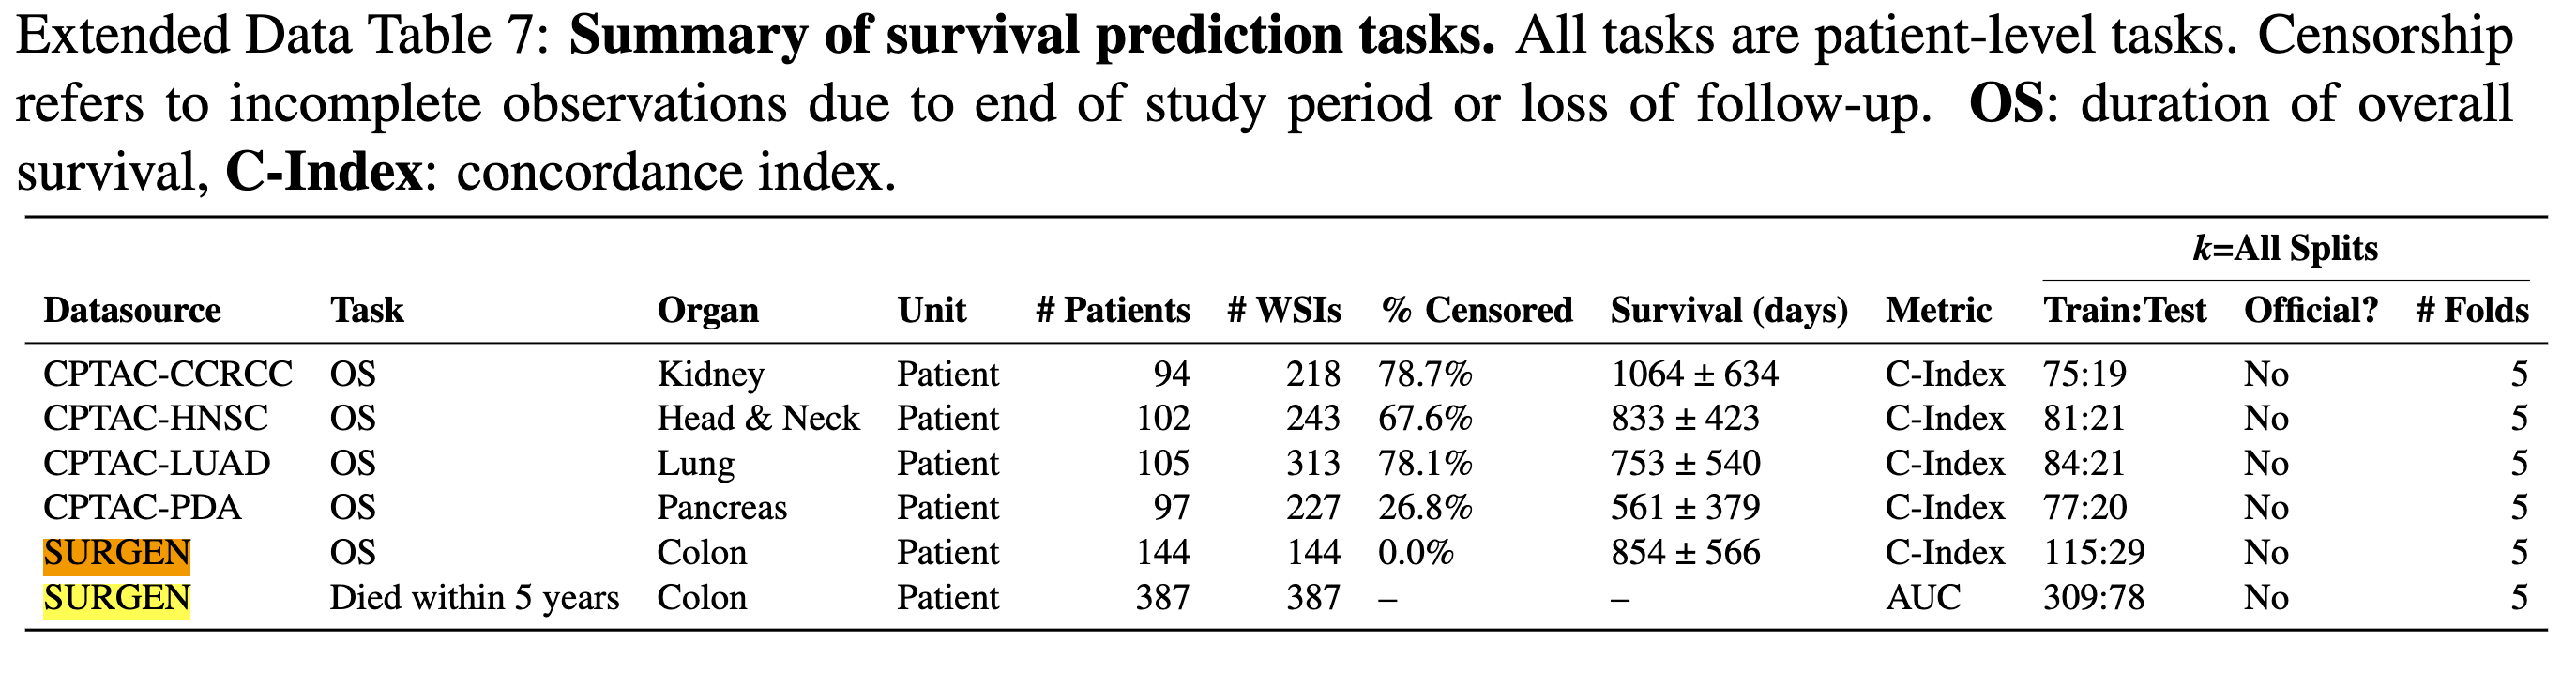 Extended Data Table 7: Summary of survival prediction tasks. All tasks are patient-level tasks. Censorship
refers to incomplete observations due to end of study period or loss of follow-up. OS: duration of overall
survival, C-Index: concordance index.
k=All Splits
Datasource Task Organ Unit # Patients # WSIs % Censored Survival (days) Metric Train:Test Official? # Folds
CPTAC-CCRCC OS Kidney Patient 94 218 78.7% 1064 ± 634 C-Index 75:19 No 5
CPTAC-HNSC OS Head & Neck Patient 102 243 67.6% 833 ± 423 C-Index 81:21 No 5
CPTAC-LUAD OS Lung Patient 105 313 78.1% 753 ± 540 C-Index 84:21 No 5
CPTAC-PDA OS Pancreas Patient 97 227 26.8% 561 ± 379 C-Index 77:20 No 5
SURGEN OS Colon Patient 144 144 0.0% 854 ± 566 C-Index 115:29 No 5
SURGEN Died within 5 years Colon Patient 387 387 – – AUC 309:78 No 5